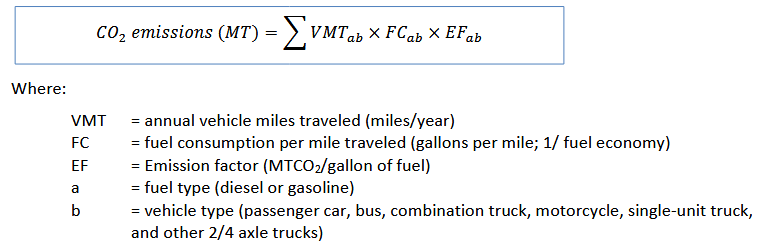 CO₂ emissions (MT) = ∑ VMTab × FCab × EFab
Where:
VMT = annual vehicle miles traveled (miles/year)
FC = fuel consumption per mile traveled (gallons per mile; 1/ fuel economy)
EF = Emission factor (MTCO₂/gallon of fuel)
a = fuel type (diesel or gasoline)
b = vehicle type (passenger car, bus, combination truck, motorcycle, single-unit truck,
and other 2/4 axle trucks)